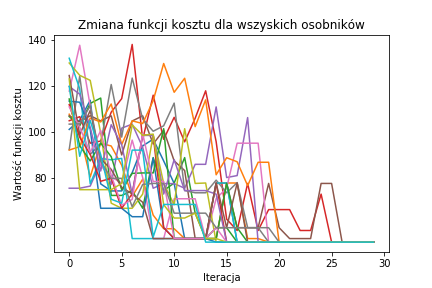 Zmiana funkcji kosztu dla wszyskich osobników
140
120
100
80
60
Wartość funkcji kosztu
0 5 10 15 20 25 30
Iteracja